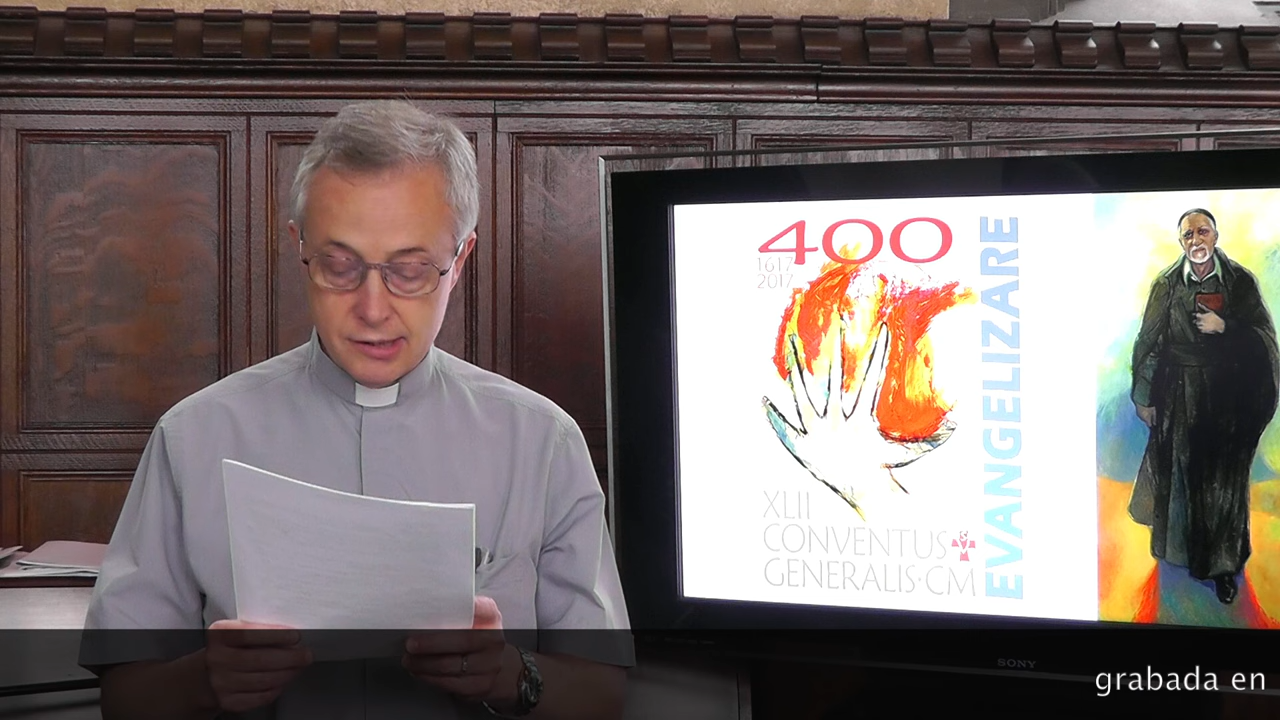 400
1617
2017
EVANGELIZARE
XLII
CONVENTUS
GENERALIS·CM
SONY
grabada en